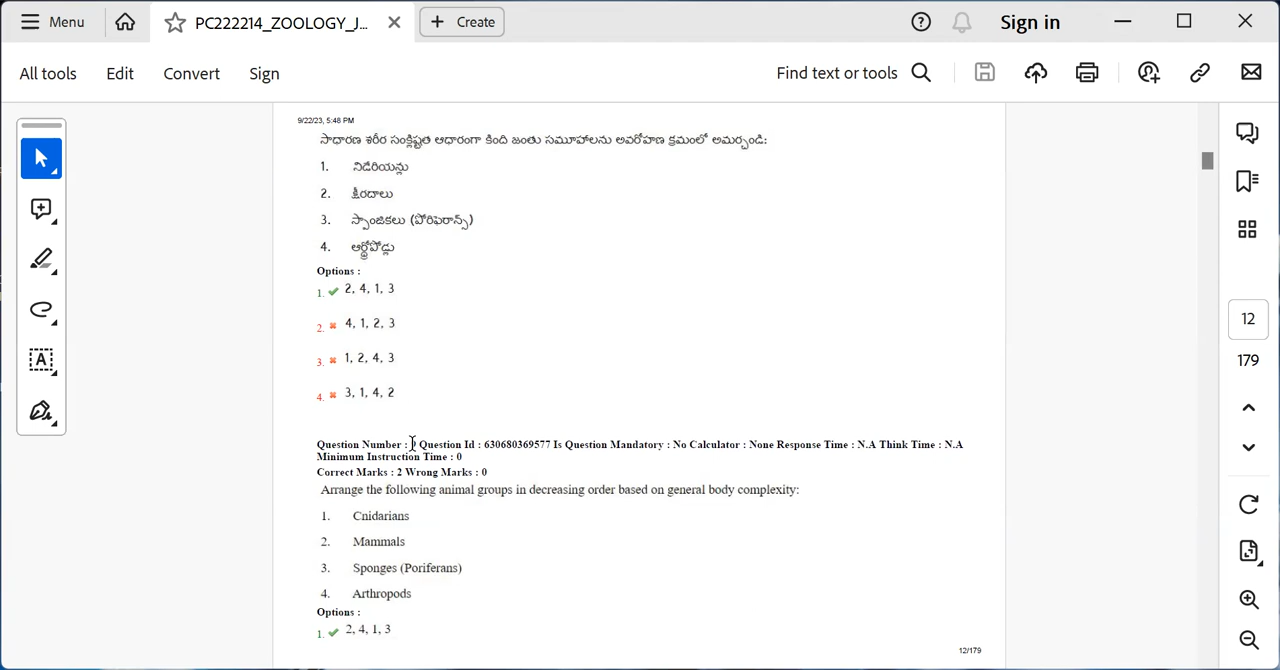 Menu
PC222214_ZOOLOGY_J...
Create
Sign in
All tools
Edit
Convert
Sign
Find text or tools
9/22/23, 5:48 PM
సాధారణ శరీర సంక్లిష్టత ఆధారంగా కింది జంతు సమూహాలను అవరోహణ క్రమంలో అమర్చండి:
1. నిడేరియన్లు
2. క్షీరదాలు
3. స్పాంజికలు (పోరిఫెరాన్స్)
4. ఆర్థ్రోపోడ్లు
Options :
1. 2, 4, 1, 3
2. 4, 1, 2, 3
3. 1, 2, 4, 3
4. 3, 1, 4, 2
Question Number : Question Id : 630680369577 Is Question Mandatory : No Calculator : None Response Time : N.A Think Time : N.A
Minimum Instruction Time : 0
Correct Marks : 2 Wrong Marks : 0
Arrange the following animal groups in decreasing order based on general body complexity:
1. Cnidarians
2. Mammals
3. Sponges (Poriferans)
4. Arthropods
Options :
1. 2, 4, 1, 3
12/179
12
179